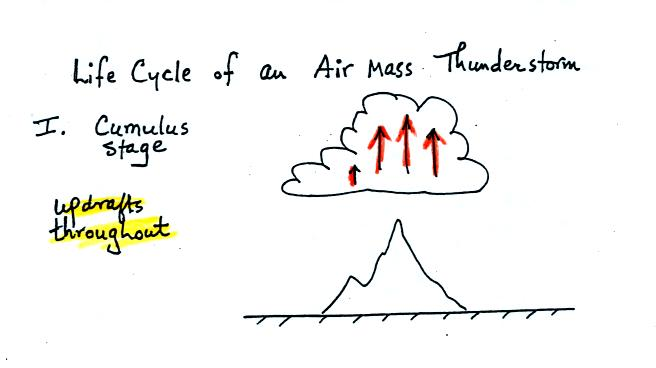 Life Cycle of an Air Mass Thunderstorm
I. Cumulus
stage
updrafts
throughout